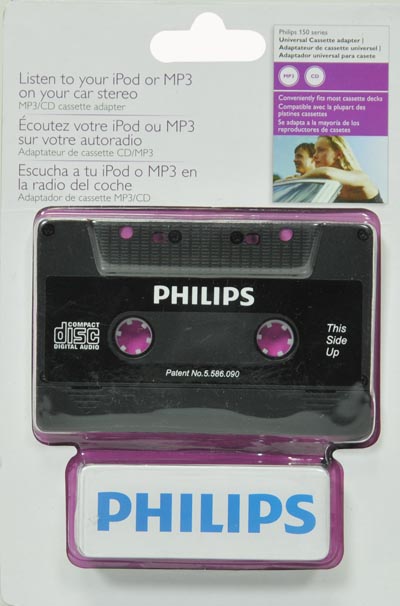 Philips 150 series
Universal Cassette adapter |
Adaptateur de cassette universel |
Adaptador universal para casete
MP3
CD
Conveniently fits most cassette decks
Compatible avec la plupart des
platines cassettes
Se adapta a la mayoría de los
reproductores de casetes
Listen to your iPod or MP3
on your car stereo
MP3/CD cassette adapter
Écoutez votre iPod ou MP3
sur votre autoradio
Adaptateur de cassette CD/MP3
Escucha a tu iPod o MP3 en
la radio del coche
Adaptador de cassette MP3/CD
PHILIPS
COMPACT
disc
DIGITAL AUDIO
This
Side
Up
Patent No.5.586.090
PHILIPS